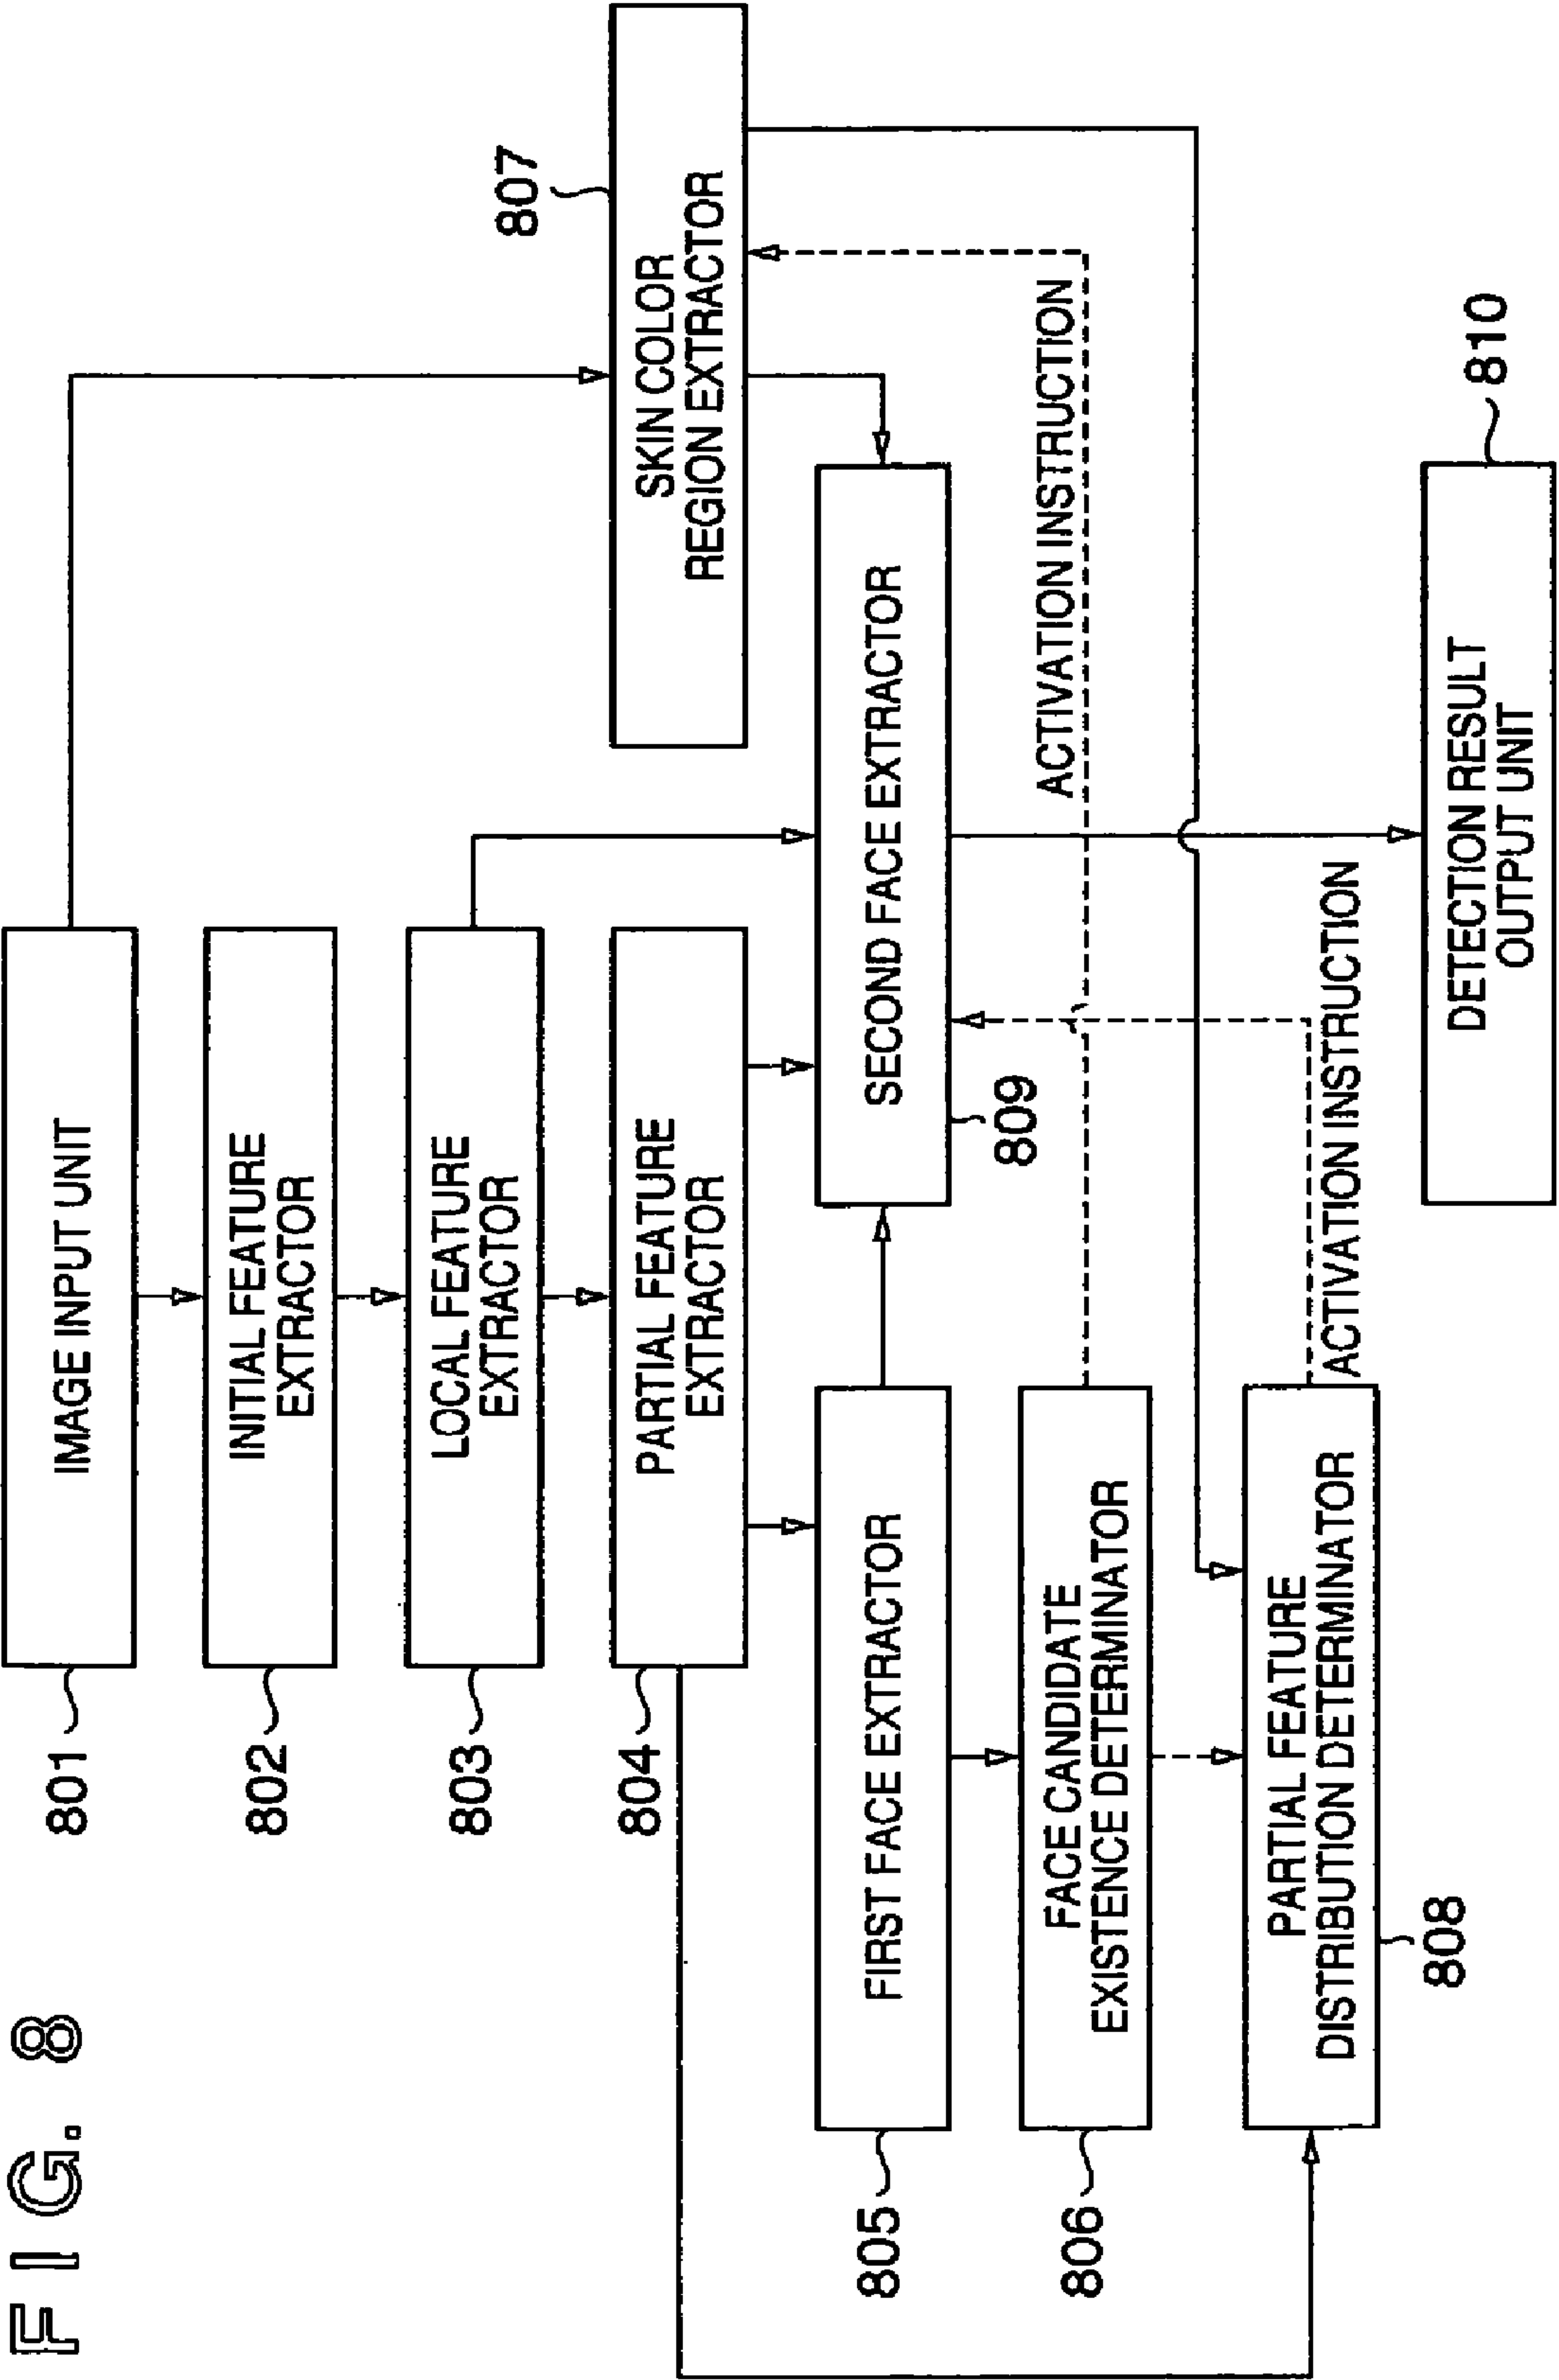 FIG. 8
801
IMAGE INPUT UNIT
802
INITIAL FEATURE
EXTRACTOR
803
LOCAL FEATURE
EXTRACTOR
804
PARTIAL FEATURE
EXTRACTOR
807
SKIN COLOR
REGION EXTRACTOR
805
FIRST FACE EXTRACTOR
SECOND FACE EXTRACTOR
809
806
FACE CANDIDATE
EXISTENCE DETERMINATOR
ACTIVATION INSTRUCTION
PARTIAL FEATURE
DISTRIBUTION DETERMINATOR
808
ACTIVATION INSTRUCTION
DETECTION RESULT
OUTPUT UNIT
810